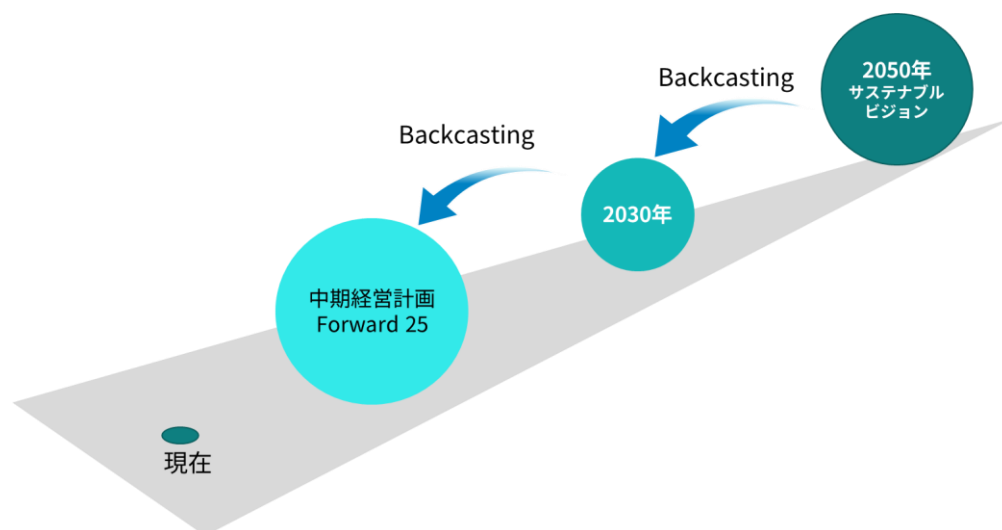 2050年
サステナブル
ビジョン
Backcasting
Backcasting
2030年
中期経営計画
Forward 25
現在